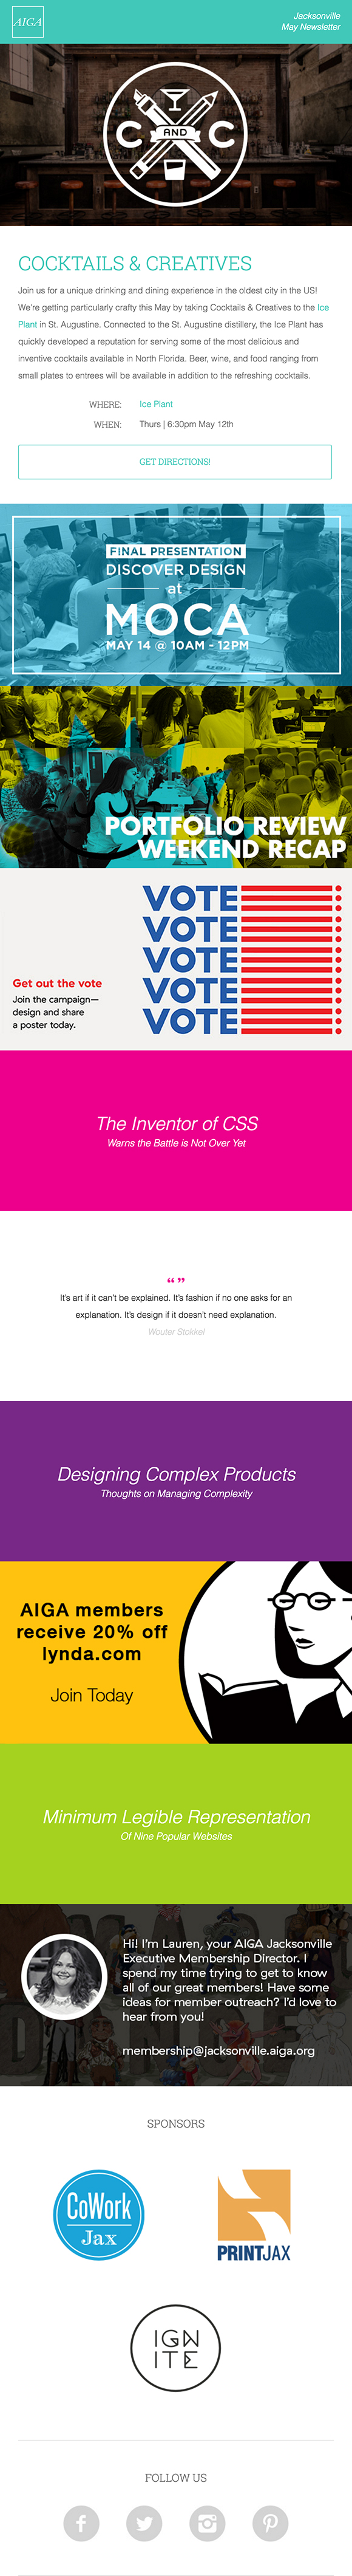 AIGA
Jacksonville
May Newsletter
C AND C
COCKTAILS & CREATIVES
Join us for a unique drinking and dining experience in the oldest city in the US!
We're getting particularly crafty this May by taking Cocktails & Creatives to the Ice
Plant in St. Augustine. Connected to the St. Augustine distillery, the Ice Plant has
quickly developed a reputation for serving some of the most delicious and
inventive cocktails available in North Florida. Beer, wine, and food ranging from
small plates to entrees will be available in addition to the refreshing cocktails.
WHERE: Ice Plant
WHEN: Thurs | 6:30pm May 12th
GET DIRECTIONS!
FINAL PRESENTATION
DISCOVER DESIGN
at
MOCA
MAY 14 @ 10AM - 12PM
PORTFOLIO REVIEW
WEEKEND RECAP
VOTE
VOTE
VOTE
VOTE
VOTE
Get out the vote
Join the campaign—
design and share
a poster today.
The Inventor of CSS
Warns the Battle is Not Over Yet
“ ”
It's art if it can't be explained. It's fashion if no one asks for an
explanation. It's design if it doesn't need explanation.
Wouter Stokkel
Designing Complex Products
Thoughts on Managing Complexity
AIGA members
receive 20% off
lynda.com
Join Today
Minimum Legible Representation
Of Nine Popular Websites
Hi! I'm Lauren, your AIGA Jacksonville
Executive Membership Director. I
spend my time trying to get to know
all of our great members! Have some
ideas for member outreach? I'd love to
hear from you!
membership@jacksonville.aiga.org
SPONSORS
CoWork
Jax
PRINTJAX
IGN
ITE
FOLLOW US